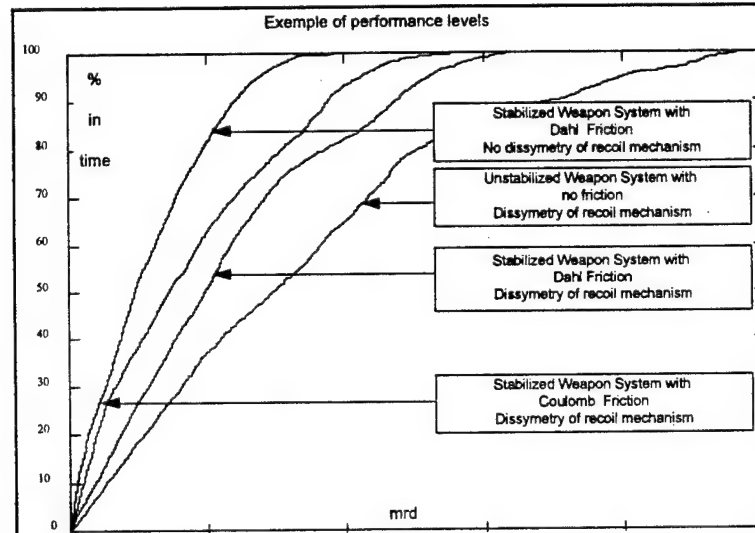 Exemple of performance levels
100
%
90
in
80
time
70
60
50
40
30
20
10
0
Stabilized Weapon System with
Dahl Friction
No dissymetry of recoil mechanism
Unstabilized Weapon System with
no friction
Dissymetry of recoil mechanism
Stabilized Weapon System with
Dahl Friction
Dissymetry of recoil mechanism
Stabilized Weapon System with
Coulomb Friction
Dissymetry of recoil mechanism
mrd